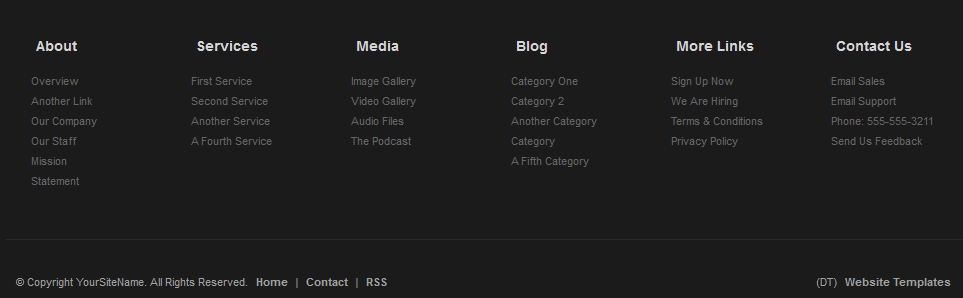 About
Overview
Another Link
Our Company
Our Staff
Mission
Statement
Services
First Service
Second Service
Another Service
A Fourth Service
Media
Image Gallery
Video Gallery
Audio Files
The Podcast
Blog
Category One
Category 2
Another Category
Category
A Fifth Category
More Links
Sign Up Now
We Are Hiring
Terms & Conditions
Privacy Policy
Contact Us
Email Sales
Email Support
Phone: 555-555-3211
Send Us Feedback
© Copyright YourSiteName. All Rights Reserved. Home | Contact | RSS (DT) Website Templates